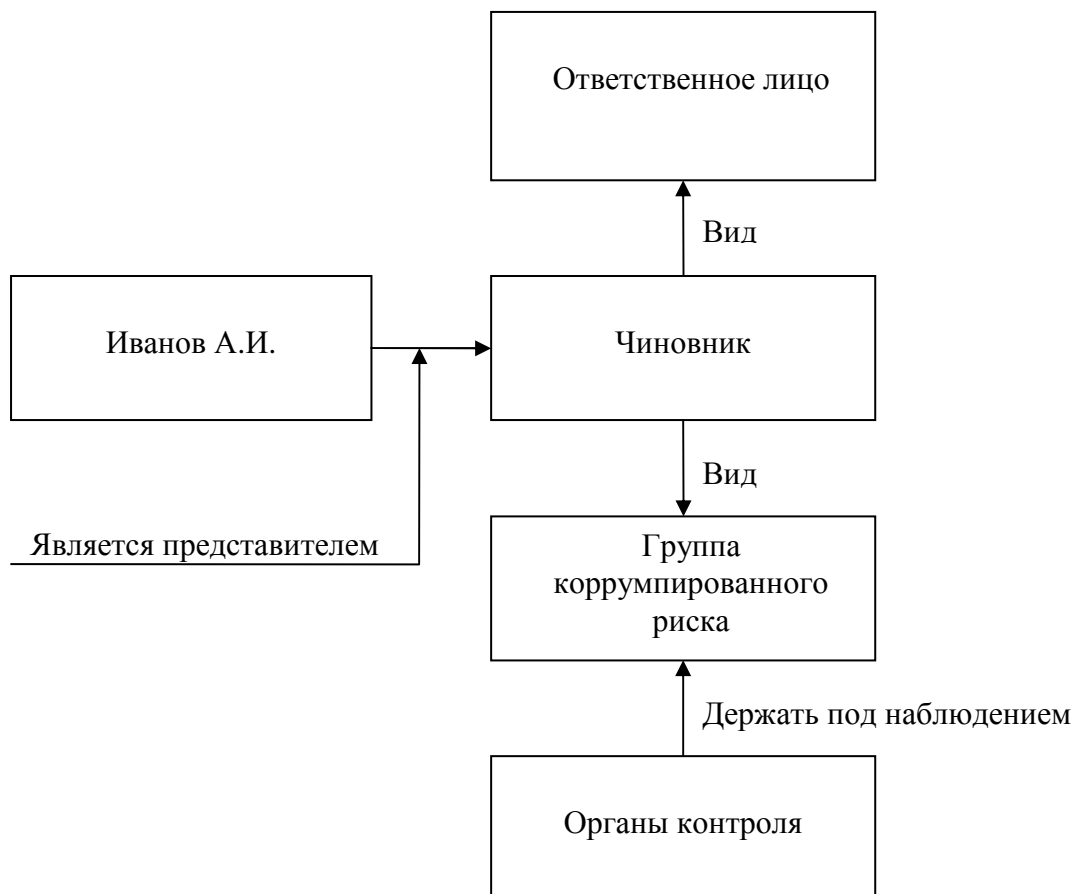 Ответственное лицо
Вид
Иванов А.И.
Чиновник
Вид
Является представителем
Группа
коррумпированного
риска
Держать под наблюдением
Органы контроля